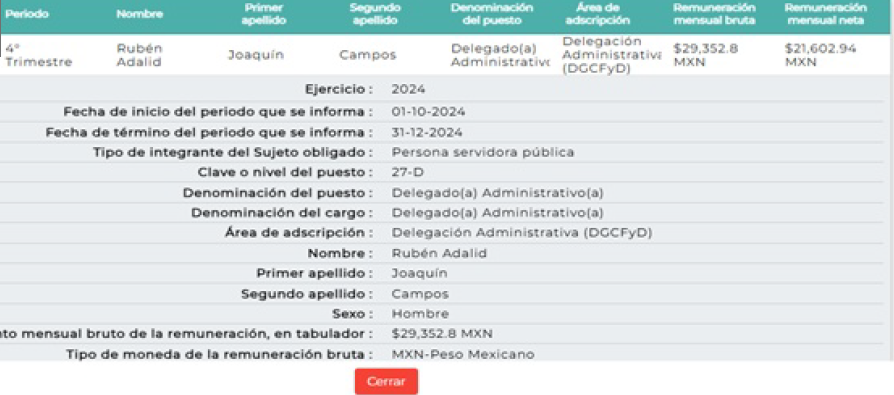 Periodo Nombre Primer apellido Segundo apellido Denominación del puesto Área de adscripción Remuneración mensual bruta Remuneración mensual neta
4° Trimestre Rubén Adalid Joaquín Campos Delegado(a) Administrativo Delegación Administrativa (DGCFyD) $29,352.8 MXN $21,602.94 MXN
Ejercicio : 2024
Fecha de inicio del periodo que se informa : 01-10-2024
Fecha de término del periodo que se informa : 31-12-2024
Tipo de integrante del Sujeto obligado : Persona servidora pública
Clave o nivel del puesto : 27-D
Denominación del puesto : Delegado(a) Administrativo(a)
Denominación del cargo : Delegado(a) Administrativo(a)
Área de adscripción : Delegación Administrativa (DGCFyD)
Nombre : Rubén Adalid
Primer apellido : Joaquín
Segundo apellido : Campos
Sexo : Hombre
nto mensual bruto de la remuneración, en tabulador : $29,352.8 MXN
Tipo de moneda de la remuneración bruta : MXN-Peso Mexicano
Cerrar